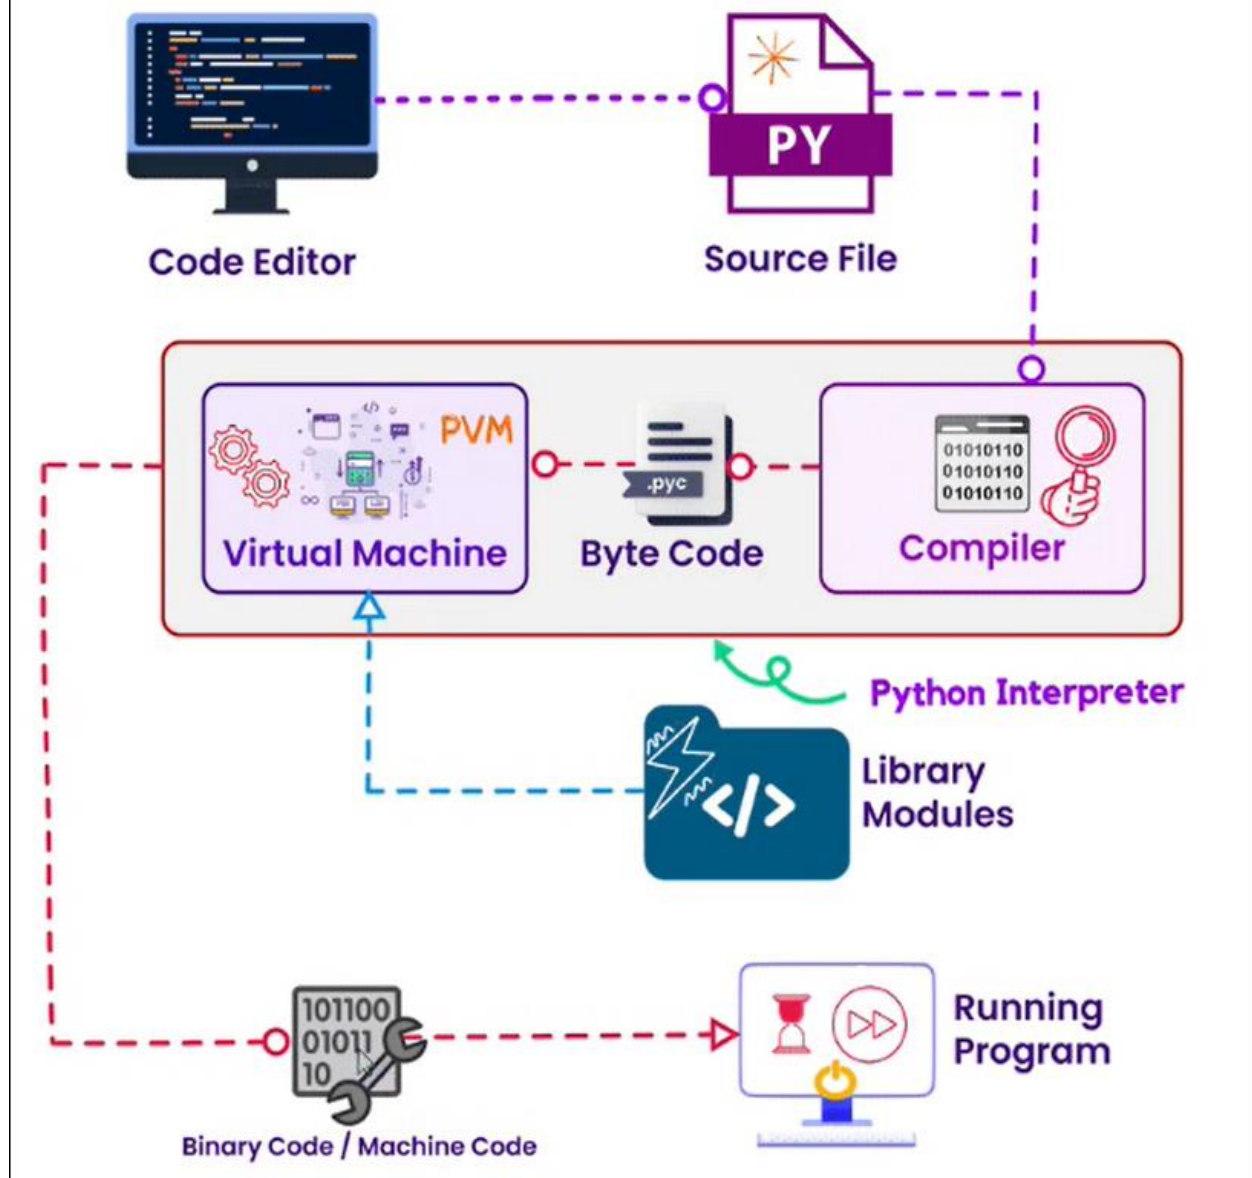 PY
Code Editor
Source File
PVM
.pyc
01010110
01010110
01010110
Virtual Machine
Byte Code
Compiler
Python Interpreter
</>
Library
Modules
101100
01011
10
Running
Program
Binary Code / Machine Code